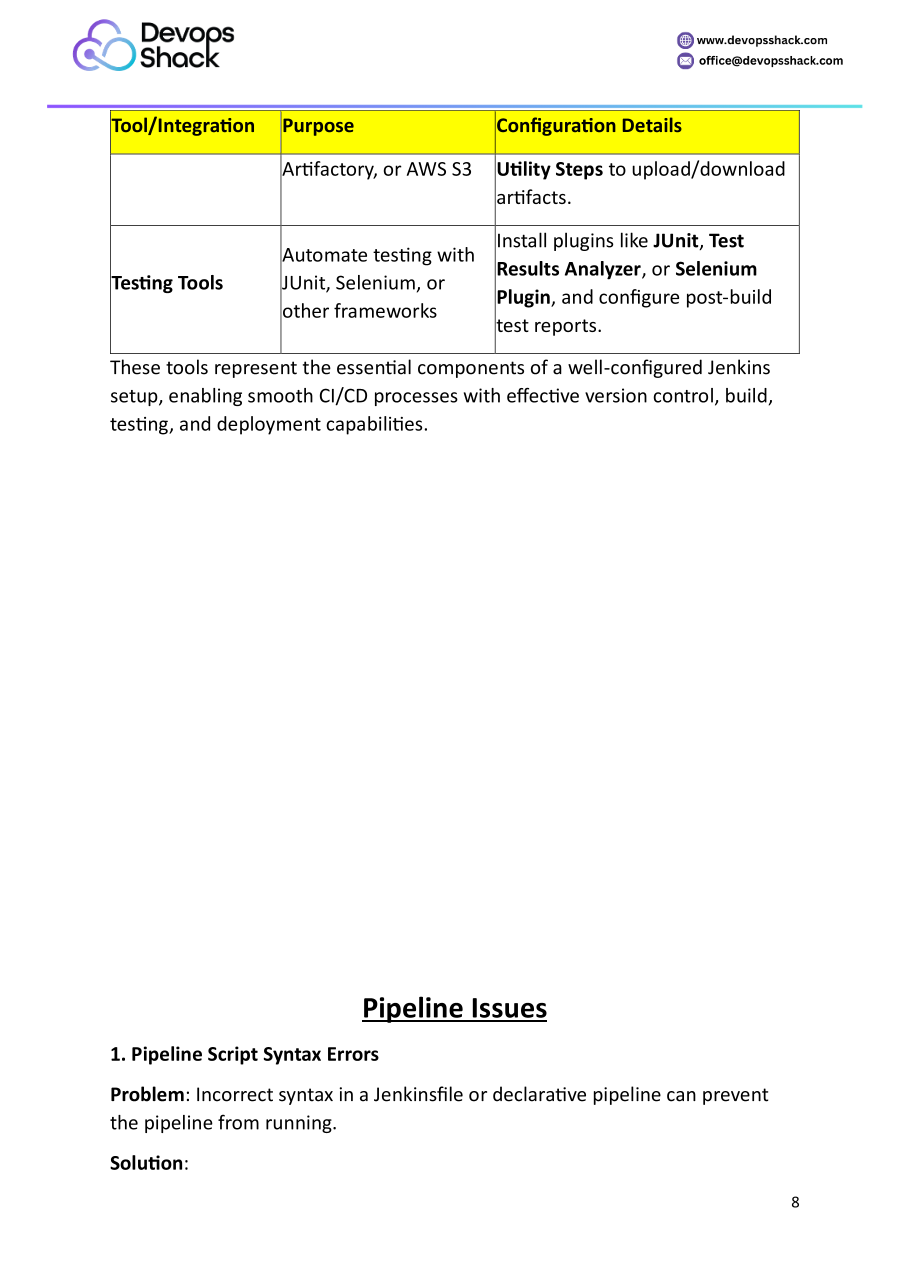 Devops
Shack
www.devopsshack.com
office@devopsshack.com
Tool/Integration Purpose Configuration Details
Artifactory, or AWS S3
Utility Steps to upload/download
artifacts.
Testing Tools
Automate testing with
JUnit, Selenium, or
other frameworks
Install plugins like JUnit, Test
Results Analyzer, or Selenium
Plugin, and configure post-build
test reports.
These tools represent the essential components of a well-configured Jenkins
setup, enabling smooth CI/CD processes with effective version control, build,
testing, and deployment capabilities.
Pipeline Issues
1. Pipeline Script Syntax Errors
Problem: Incorrect syntax in a Jenkinsfile or declarative pipeline can prevent
the pipeline from running.
Solution:
8